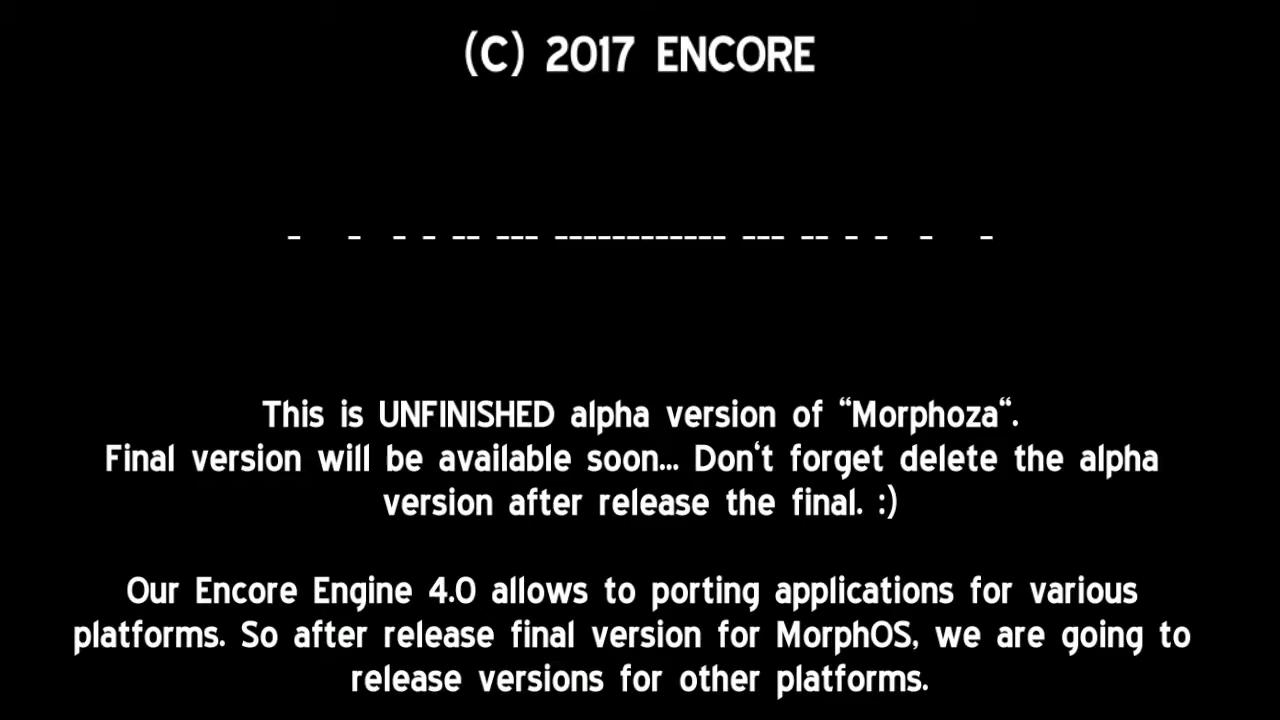 (C) 2017 ENCORE
- - - - -- --- ------------ --- -- - - - -
This is UNFINISHED alpha version of “Morphoza“.
Final version will be available soon... Don‘t forget delete the alpha
version after release the final. :)
Our Encore Engine 4.0 allows to porting applications for various
platforms. So after release final version for MorphOS, we are going to
release versions for other platforms.